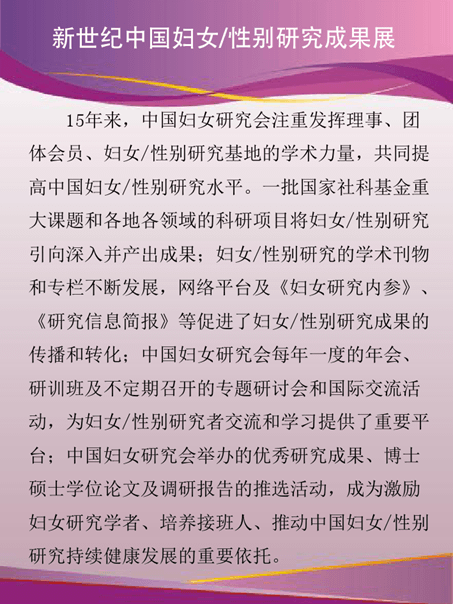 新世纪中国妇女/性别研究成果展
15年来，中国妇女研究会注重发挥理事、团
体会员、妇女/性别研究基地的学术力量，共同提
高中国妇女/性别研究水平。一批国家社科基金重
大课题和各地各领域的科研项目将妇女/性别研究
引向深入并产出成果；妇女/性别研究的学术刊物
和专栏不断发展，网络平台及《妇女研究内参》、
《研究信息简报》等促进了妇女/性别研究成果的
传播和转化；中国妇女研究会每年一度的年会、
研训班及不定期召开的专题研讨会和国际交流活
动，为妇女/性别研究者交流和学习提供了重要平
台；中国妇女研究会举办的优秀研究成果、博士
硕士学位论文及调研报告的推选活动，成为激励
妇女研究学者、培养接班人、推动中国妇女/性别
研究持续健康发展的重要依托。